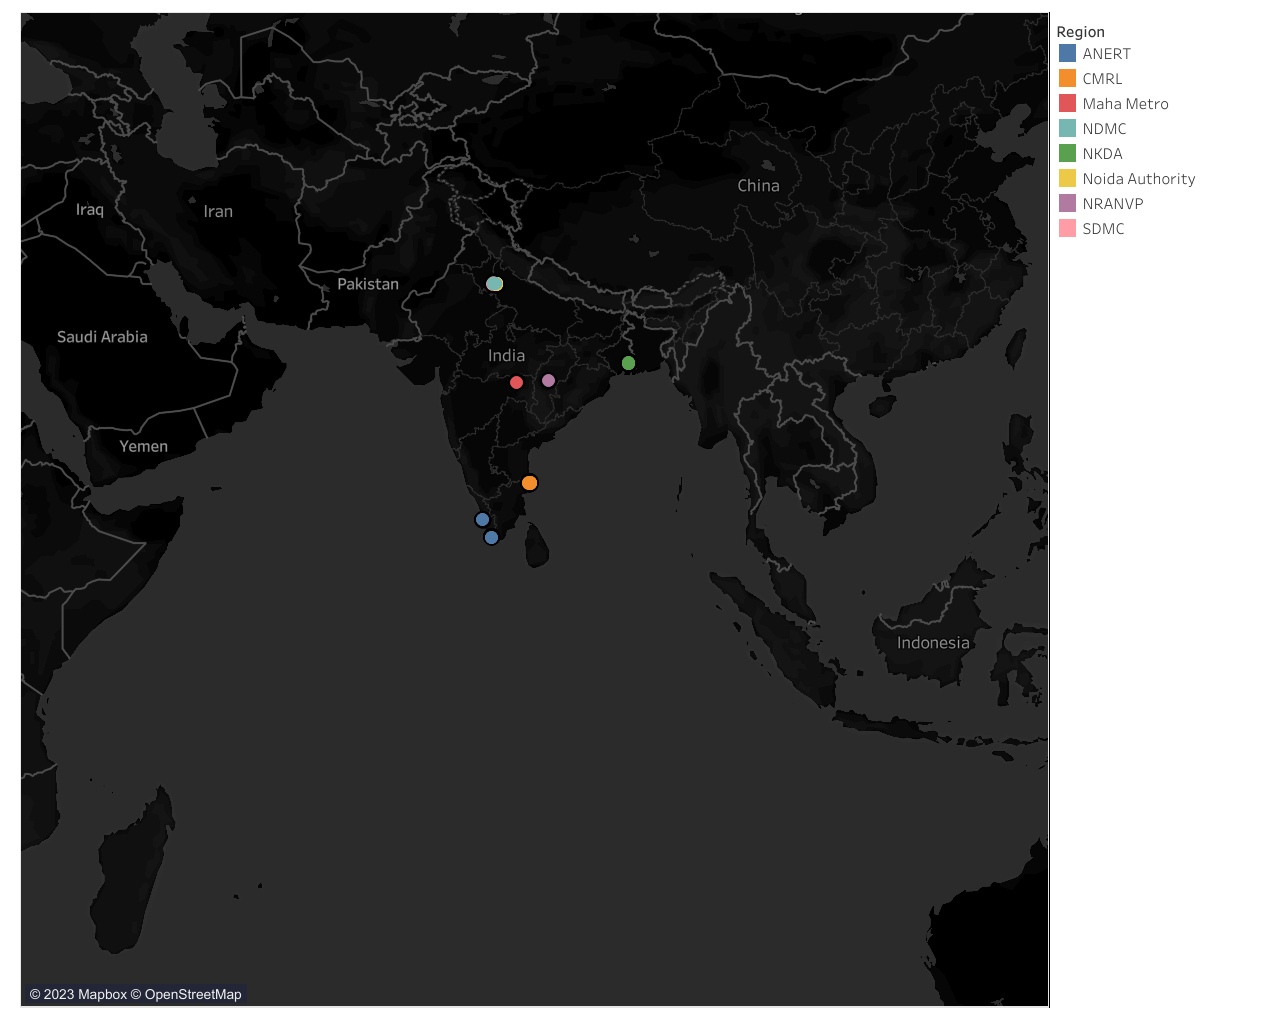 Region
ANERT
CMRL
Maha Metro
NDMC
NKDA
Noida Authority
NRANVP
SDMC
China
Iraq
Iran
Pakistan
Saudi Arabia
India
Yemen
Indonesia
© 2023 Mapbox © OpenStreetMap